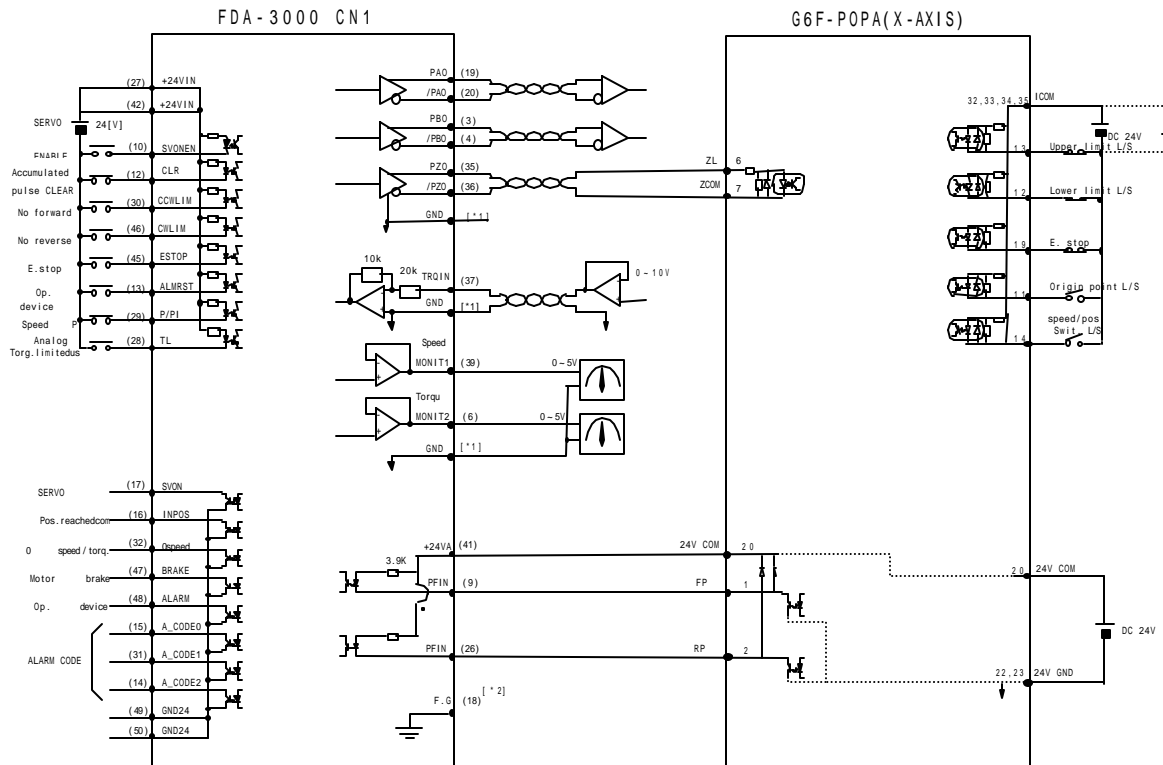 FDA-3000 CN1
G6F-POPA(X-AXIS)
(27) +24VIN
(42) +24VIN
SERVO 24[V]
ENABLE (10) SVONEN
Accumulated
pulse CLEAR
(12) CLR
No forward (30) CCWLIM
No reverse (46) CWLIM
E.stop (45) ESTOP
Op.
device
(13) ALMRST
Speed P (29) P/PI
Analog
Torg.limitedus
(28) TL
PAO (19)
/PAO (20)
PBO (3)
/PBO (4)
PZO (35)
/PZO (36)
GND [*1]
10k
20k
TRQIN (37)
GND [*1]
0~10V
Speed
MONIT1 (39)
0~5V
Torqu
MONIT2 (6)
0~5V
GND [*1]
ZL 6
ZCOM 7
32,33,34,35 ICOM
DC 24V
13 Upper limit L/S
12 Lower limit L/S
19 E. stop
11 Origin point L/S
speed/pos
14 Swit L/S
SERVO (17) SVON
Pos.reachedcom (16) INPOS
0 speed/torq. (32) Ospeed
Motor brake (47) BRAKE
Op. device (48) ALARM
ALARM CODE
(15) A_CODE0
(31) A_CODE1
(14) A_CODE2
(49) GND24
(50) GND24
3.9K
+24VA (41)
PFIN (9)
PFIN (26)
F.G (18) [*2]
24V COM 20
FP 1
RP 2
20 24V COM
DC 24V
22,23 24V GND